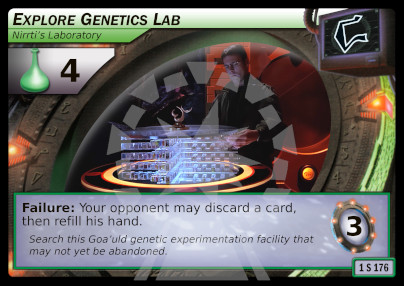 EXPLORE GENETICS LAB
Nirrti's Laboratory
4
Failure: Your opponent may discard a card,
then refill his hand.
3
Search this Goa'uld genetic experimentation facility that
may not yet be abandoned.
1 S 176